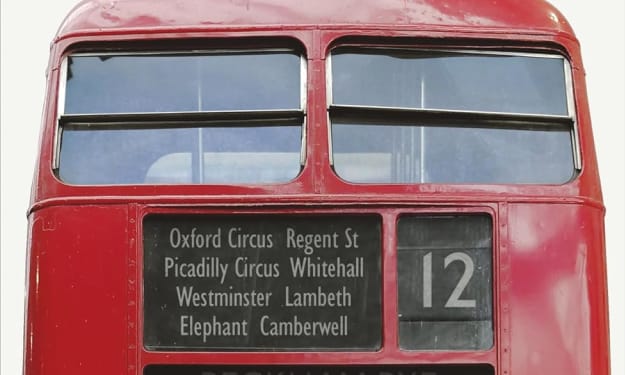 Oxford Circus Regent St
Picadilly Circus Whitehall
Westminster Lambeth
Elephant Camberwell
12